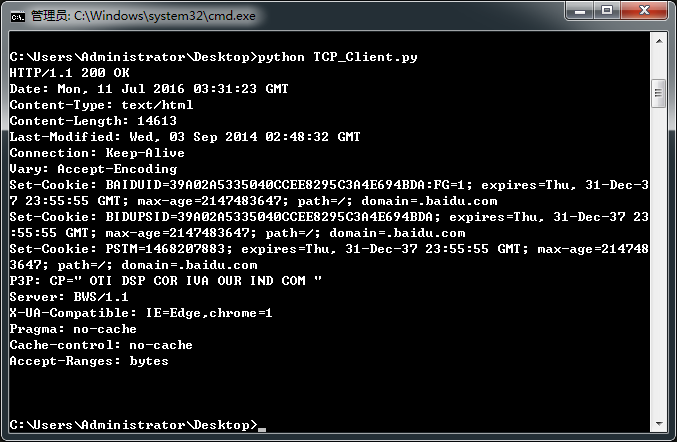 管理员: C:\Windows\system32\cmd.exe
C:\Users\Administrator\Desktop>python TCP_Client.py
HTTP/1.1 200 OK
Date: Mon, 11 Jul 2016 03:31:23 GMT
Content-Type: text/html
Content-Length: 14613
Last-Modified: Wed, 03 Sep 2014 02:48:32 GMT
Connection: Keep-Alive
Vary: Accept-Encoding
Set-Cookie: BAIDUID=39A02A5335040CCEE8295C3A4E694BDA:FG=1; expires=Thu, 31-Dec-3
7 23:55:55 GMT; max-age=2147483647; path=/; domain=.baidu.com
Set-Cookie: BIDUPSID=39A02A5335040CCEE8295C3A4E694BDA; expires=Thu, 31-Dec-37 23
:55:55 GMT; max-age=2147483647; path=/; domain=.baidu.com
Set-Cookie: PSTM=1468207883; expires=Thu, 31-Dec-37 23:55:55 GMT; max-age=214748
3647; path=/; domain=.baidu.com
P3P: CP=" OTI DSP COR IVA OUR IND COM "
Server: BWS/1.1
X-UA-Compatible: IE=Edge,chrome=1
Pragma: no-cache
Cache-control: no-cache
Accept-Ranges: bytes
C:\Users\Administrator\Desktop>